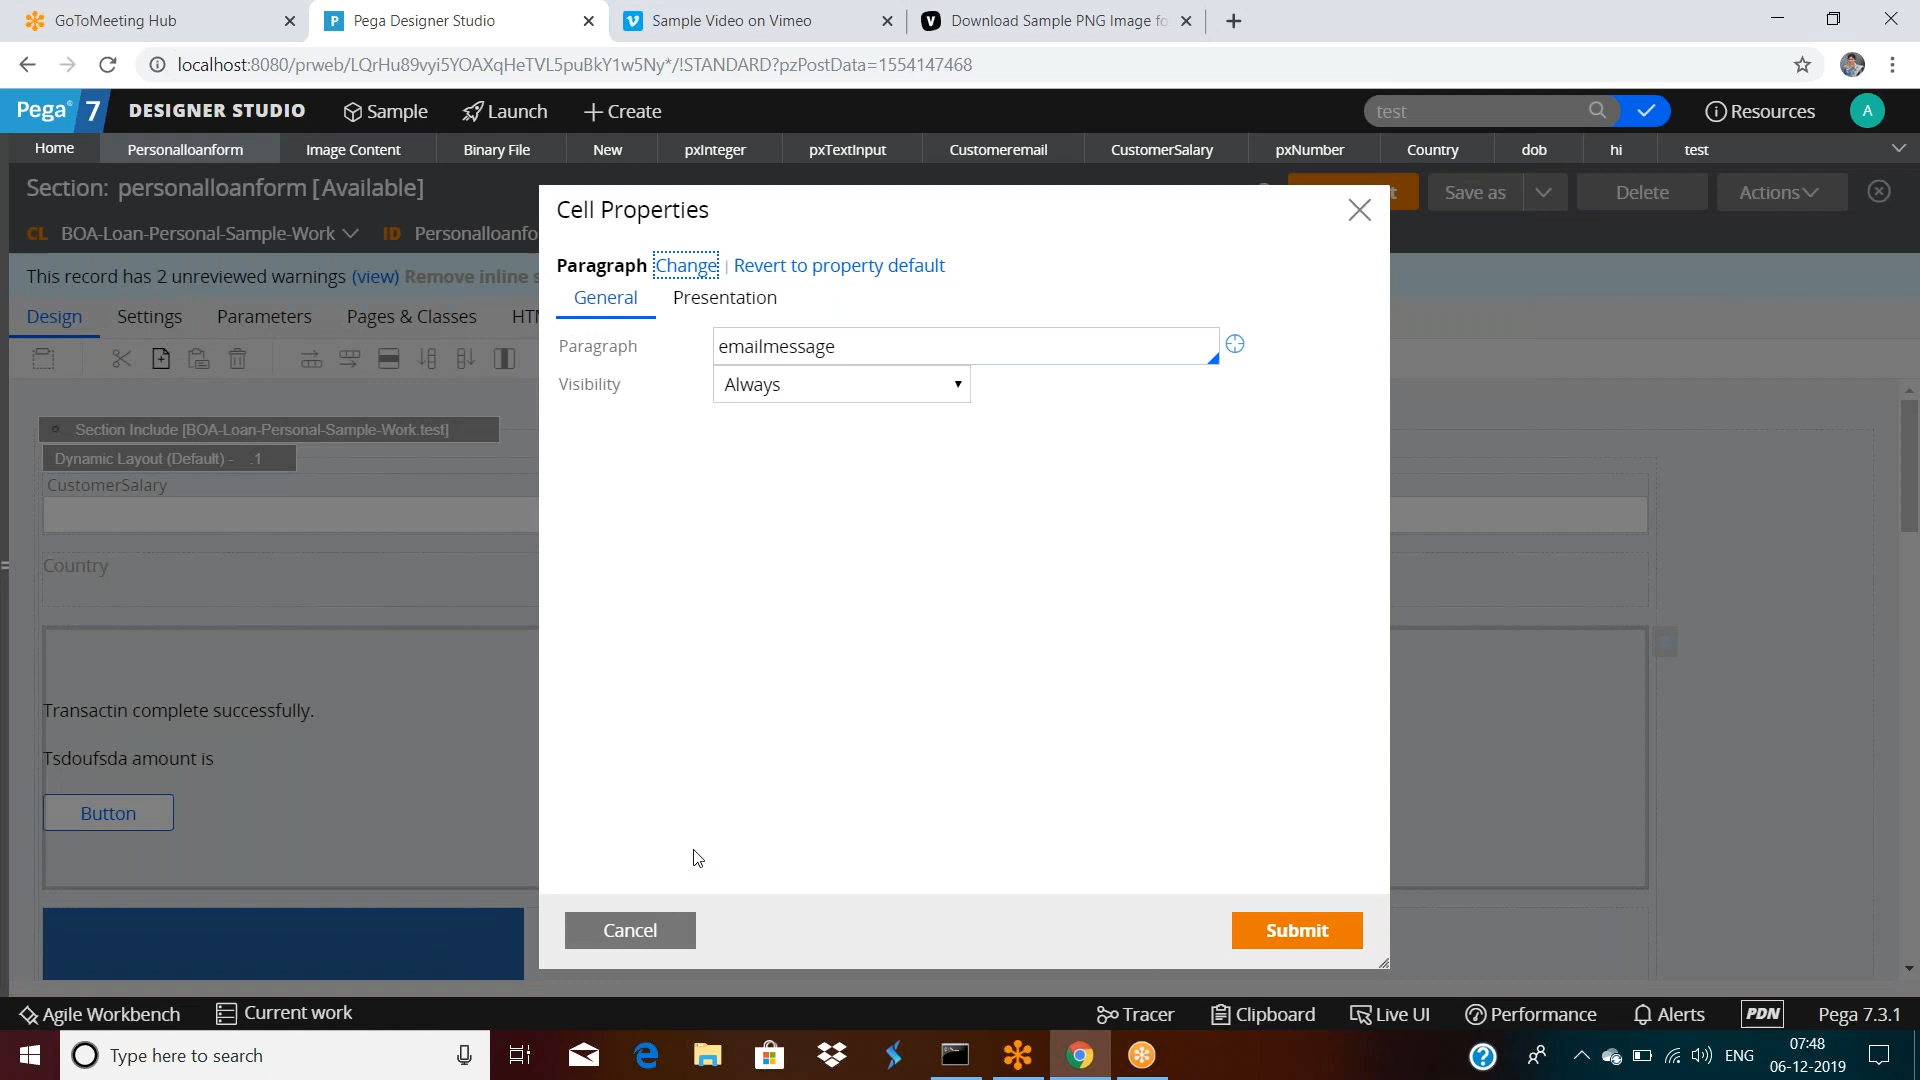 GoToMeeting Hub
Pega Designer Studio
Sample Video on Vimeo
Download Sample PNG Image fo
localhost:8080/prweb/LQrHu89vyi5YOAXqHeTVL5puBkY1w5Ny*/!STANDARD?pzPostData=1554147468
Pega 7 DESIGNER STUDIO Sample Launch Create test Resources A
Home Personalloanform Image Content Binary File New pxInteger pxTextInput Customeremail CustomerSalary pxNumber Country dob hi test
Section: personalloanform [Available]
Save as Delete Actions
CL BOA-Loan-Personal-Sample-Work ID Personalloanfo
This record has 2 unreviewed warnings (view) Remove inline s
Design Settings Parameters Pages & Classes HTM
Cell Properties
Paragraph Change | Revert to property default
General Presentation
Paragraph emailmessage
Visibility Always
Section Include [BOA-Loan-Personal-Sample-Work.test]
Dynamic Layout (Default) - .1
CustomerSalary
Country
Transactin complete successfully.
Tsdoufsda amount is
Button
Cancel Submit
Agile Workbench Current work Tracer Clipboard Live UI Performance Alerts PDN Pega 7.3.1
Type here to search
ENG
07:48
06-12-2019